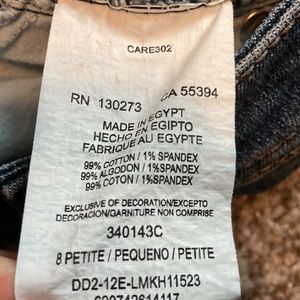 CARE302
RN 130273 CA 55394
MADE IN EGYPT
HECHO EN EGIPTO
FABRIQUE AU EGYPTE
99% COTTON / 1% SPANDEX
99% ALGODON / 1% SPANDEX
99% COTON / 1% SPANDEX
EXCLUSIVE OF DECORATION/EXCEPTO
DECORACION/GARNITURE NON COMPRISE
340143C
8 PETITE / PEQUENO / PETITE
DD2-12E-LMKH11523